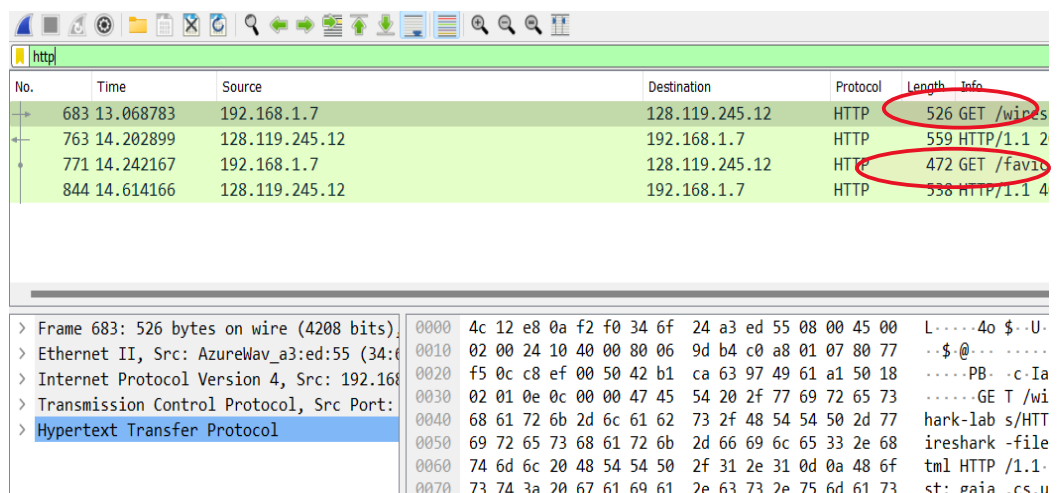 http
No. Time Source Destination Protocol Length Info
683 13.068783 192.168.1.7 128.119.245.12 HTTP 526 GET /wires
763 14.202899 128.119.245.12 192.168.1.7 HTTP 559 HTTP/1.1 2
771 14.242167 192.168.1.7 128.119.245.12 HTTP 472 GET /favic
844 14.614166 128.119.245.12 192.168.1.7 HTTP 538 HTTP/1.1 4
> Frame 683: 526 bytes on wire (4208 bits),
> Ethernet II, Src: AzureWav_a3:ed:55 (34:6
> Internet Protocol Version 4, Src: 192.168
> Transmission Control Protocol, Src Port:
> Hypertext Transfer Protocol
0000 4c 12 e8 0a f2 f0 34 6f 24 a3 ed 55 08 00 45 00 L·····4o $··U··E·
0010 02 00 24 10 40 00 80 06 9d b4 c0 a8 01 07 80 77 ··$·@··· ·····
0020 f5 0c c8 ef 00 50 42 b1 ca 63 97 49 61 a1 50 18 ·····PB· ·c·Ia
0030 02 01 0e 0c 00 00 47 45 54 20 2f 77 69 72 65 73 ······GE T /wi
0040 68 61 72 6b 2d 6c 61 62 73 2f 48 54 54 50 2d 77 hark-lab s/HTT
0050 69 72 65 73 68 61 72 6b 2d 66 69 6c 65 33 2e 68 ireshark -file
0060 74 6d 6c 20 48 54 54 50 2f 31 2e 31 0d 0a 48 6f tml HTTP /1.1·
0070 73 74 3a 20 67 61 69 61 2e 63 73 2e 75 6d 61 73 st: gaia .cs.u